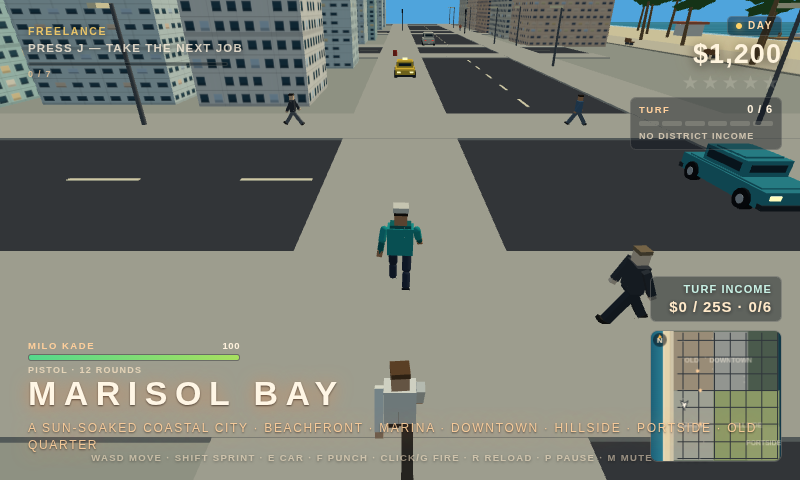 FREELANCE
PRESS J — TAKE THE NEXT JOB
0 / 7
DAY
$1,200
TURF 0 / 6
NO DISTRICT INCOME
TURF INCOME
$0 / 25S · 0/6
MILO KADE 100
PISTOL · 12 ROUNDS
MARISOL BAY
A SUN-SOAKED COASTAL CITY · BEACHFRONT · MARINA · DOWNTOWN · HILLSIDE · PORTSIDE · OLD
QUARTER
WASD MOVE · SHIFT SPRINT · E CAR · F PUNCH · CLICK/G FIRE · R RELOAD · P PAUSE · M MUTE
N
OLD DOWNTOWN
PORTSIDE